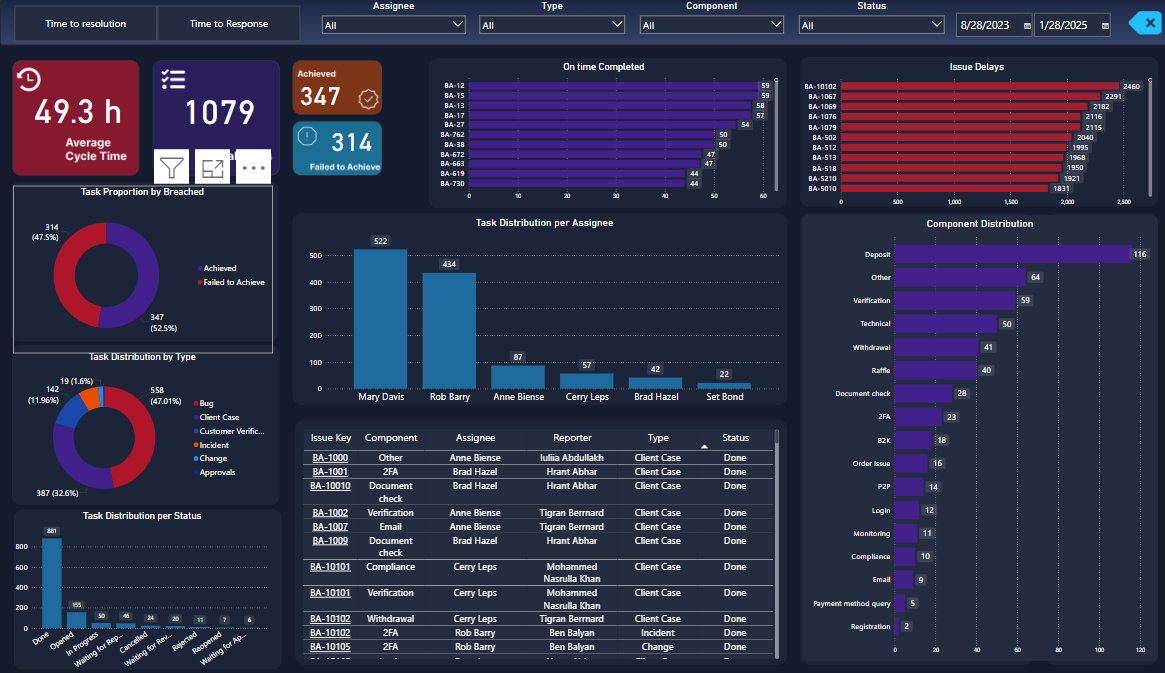 Time to resolution
Time to Response
Assignee
All
Type
All
Component
All
Status
All
8/28/2023
1/28/2025
49.3 h
Average
Cycle Time
1079
Achieved
347
314
Failed to Achieve
On time Completed
BA-12 59
BA-15 59
BA-13 58
BA-17 57
BA-27 54
BA-762 50
BA-38 50
BA-672 47
BA-663 47
BA-619 44
BA-730 44
0 10 20 30 40 50 60
Issue Delays
BA-10102 2460
BA-1067 2291
BA-1069 2182
BA-1076 2116
BA-1079 2115
BA-502 2040
BA-512 1995
BA-513 1968
BA-518 1950
BA-5210 1921
BA-5010 1831
0 500 1,000 1,500 2,000 2,500
Task Proportion by Breached
314
(47.5%)
347
(52.5%)
Achieved
Failed to Achieve
Task Distribution by Type
19 (1.6%)
142
(11.96%)
558
(47.01%)
387 (32.6%)
Bug
Client Case
Customer Verific...
Incident
Change
Approvals
Task Distribution per Status
800
600
400
200
0
881
155
50
46
24
20
11
7
6
Done
Opened
In Progress
Waiting for Rep...
Cancelled
Waiting for Rev...
Rejected
Reopened
Waiting for Ap...
Task Distribution per Assignee
500
400
300
200
100
0
522
434
87
57
42
22
Mary Davis
Rob Barry
Anne Biense
Cerry Leps
Brad Hazel
Set Bond
Issue Key Component Assignee Reporter Type Status
BA-1000 Other Anne Biense Iuliia Abdullakh Client Case Done
BA-1001 2FA Brad Hazel Hrant Abhar Client Case Done
BA-10010 Document check Brad Hazel Hrant Abhar Client Case Done
BA-1002 Verification Anne Biense Tigran Berrnard Client Case Done
BA-1007 Email Anne Biense Tigran Berrnard Client Case Done
BA-1009 Document check Brad Hazel Hrant Abhar Client Case Done
BA-10101 Compliance Cerry Leps Mohammed Nasrulla Khan Client Case Done
BA-10101 Verification Cerry Leps Mohammed Nasrulla Khan Client Case Done
BA-10102 Withdrawal Cerry Leps Tigran Berrnard Client Case Done
BA-10102 2FA Rob Barry Ben Balyan Incident Done
BA-10105 2FA Rob Barry Ben Balyan Change Done
Component Distribution
Deposit 116
Other 64
Verification 59
Technical 50
Withdrawal 41
Raffle 40
Document check 28
2FA 23
B2K 18
Order Issue 16
P2P 14
Login 12
Monitoring 11
Compliance 10
Email 9
Payment method query 5
Registration 2
0 20 40 60 80 100 120